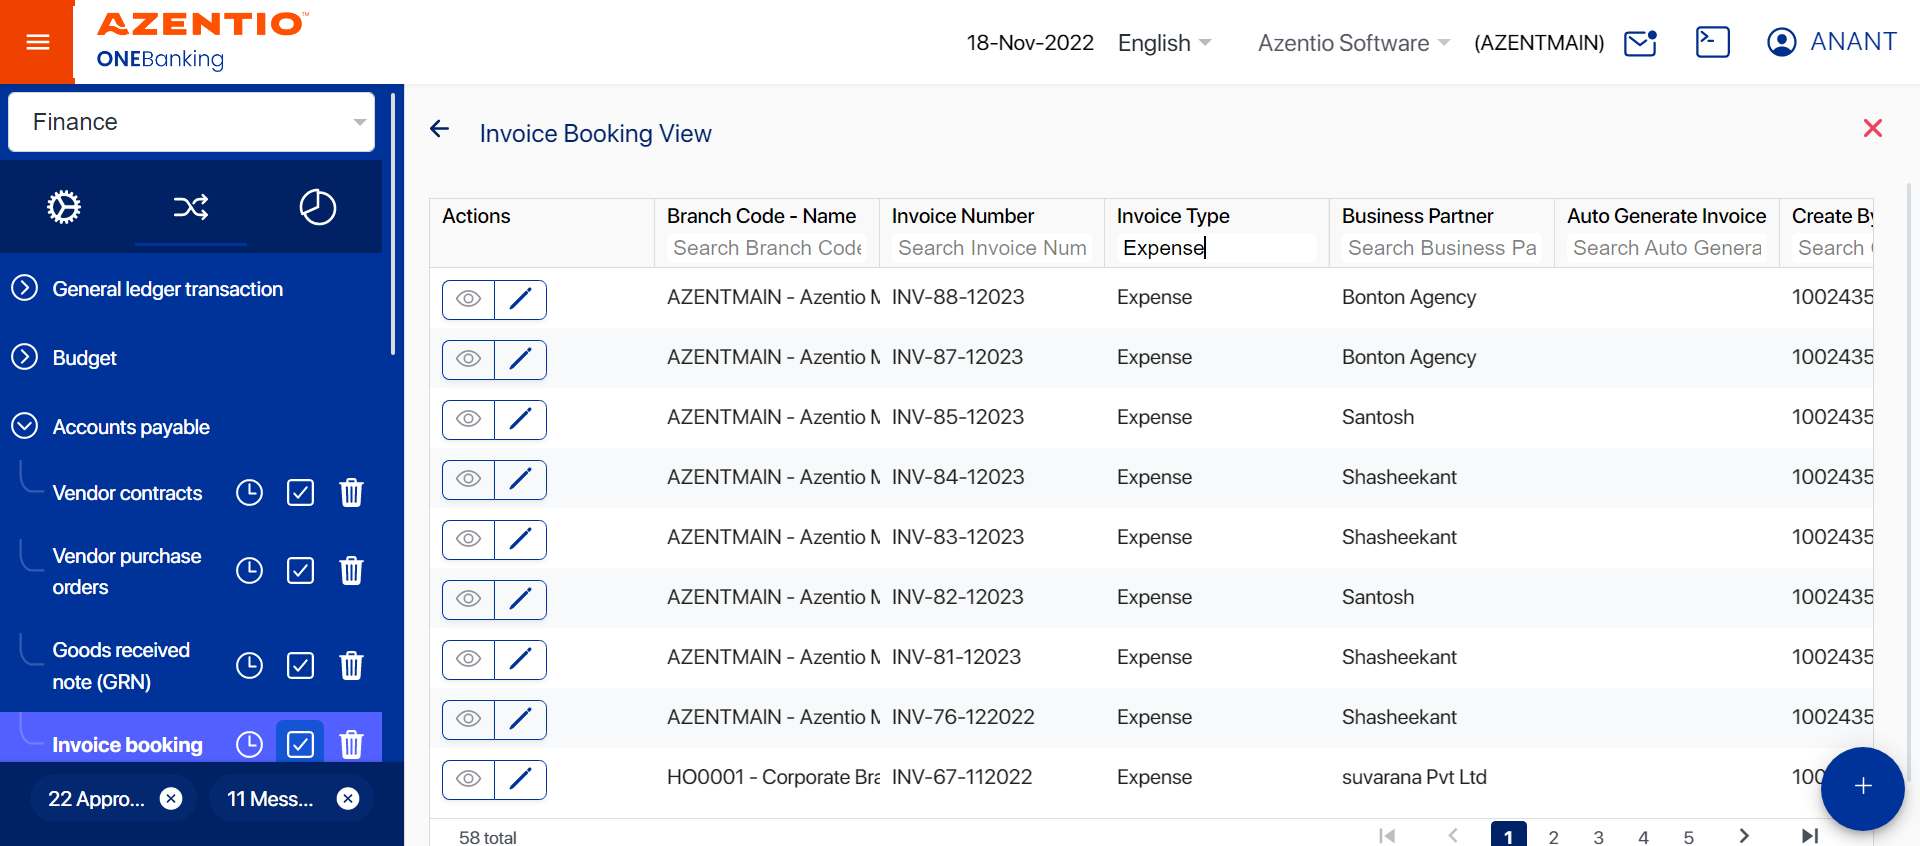 AZENTIO™
ONEBanking
18-Nov-2022 English Azentio Software (AZENTMAIN) ANANT
Finance
General ledger transaction
Budget
Accounts payable
Vendor contracts
Vendor purchase
orders
Goods received
note (GRN)
Invoice booking
22 Appro... 11 Mess...
Invoice Booking View
Actions Branch Code - Name Invoice Number Invoice Type Business Partner Auto Generate Invoice Create By
Search Branch Code Search Invoice Num Expense Search Business Pa Search Auto Genera Search
AZENTMAIN - Azentio M INV-88-12023 Expense Bonton Agency 1002435
AZENTMAIN - Azentio M INV-87-12023 Expense Bonton Agency 1002435
AZENTMAIN - Azentio M INV-85-12023 Expense Santosh 1002435
AZENTMAIN - Azentio M INV-84-12023 Expense Shasheekant 1002435
AZENTMAIN - Azentio M INV-83-12023 Expense Shasheekant 1002435
AZENTMAIN - Azentio M INV-82-12023 Expense Santosh 1002435
AZENTMAIN - Azentio M INV-81-12023 Expense Shasheekant 1002435
AZENTMAIN - Azentio M INV-76-122022 Expense Shasheekant 1002435
HO0001 - Corporate Bra INV-67-112022 Expense suvarana Pvt Ltd 100
58 total 1 2 3 4 5